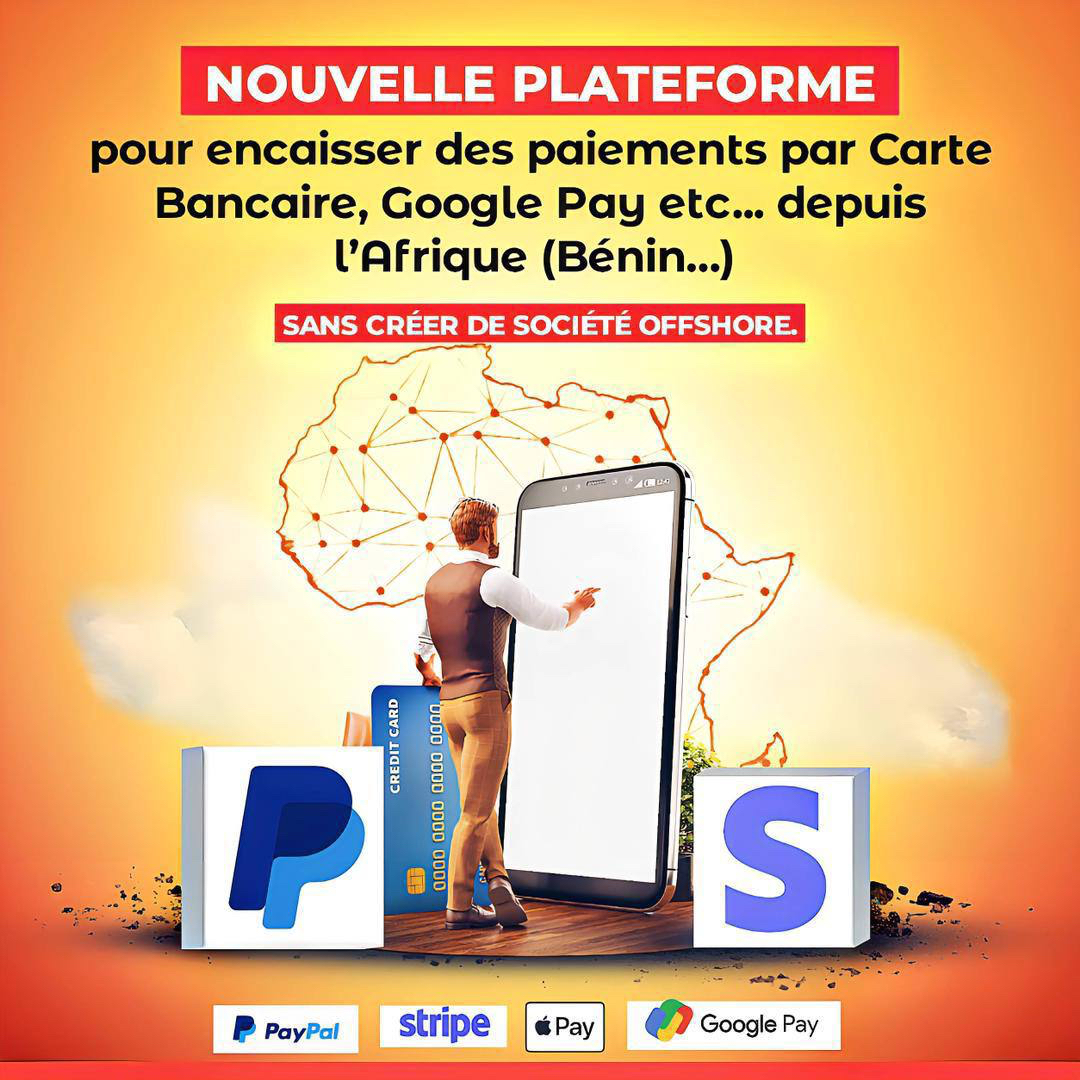 NOUVELLE PLATEFORME
pour encaisser des paiements par Carte
Bancaire, Google Pay etc... depuis
l'Afrique (Bénin...)
SANS CRÉER DE SOCIÉTÉ OFFSHORE.
CREDIT CARD
0000 0000 0000 0000
S
PayPal
stripe
Pay
Google Pay